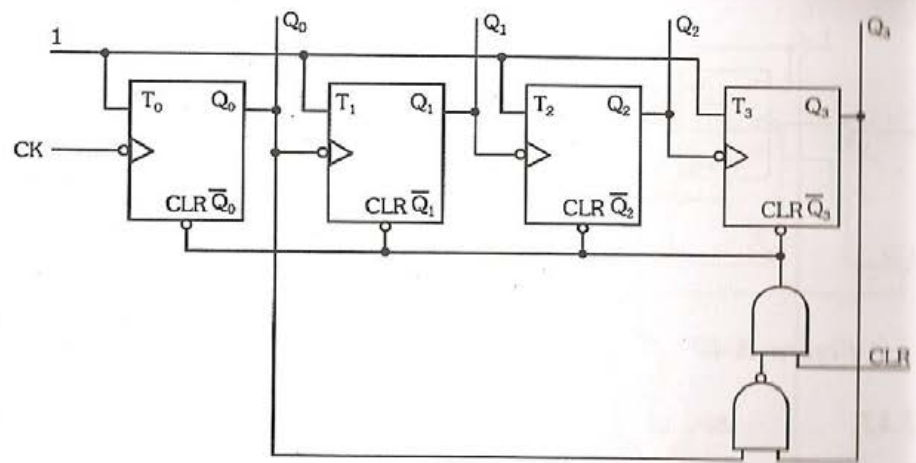 Q₀ Q₁ Q₂ Q₃
1
T₀ Q₀ T₁ Q₁ T₂ Q₂ T₃ Q₃
CK
CLR Q̅₀ CLR Q̅₁ CLR Q̅₂ CLR Q̅₃
CLR